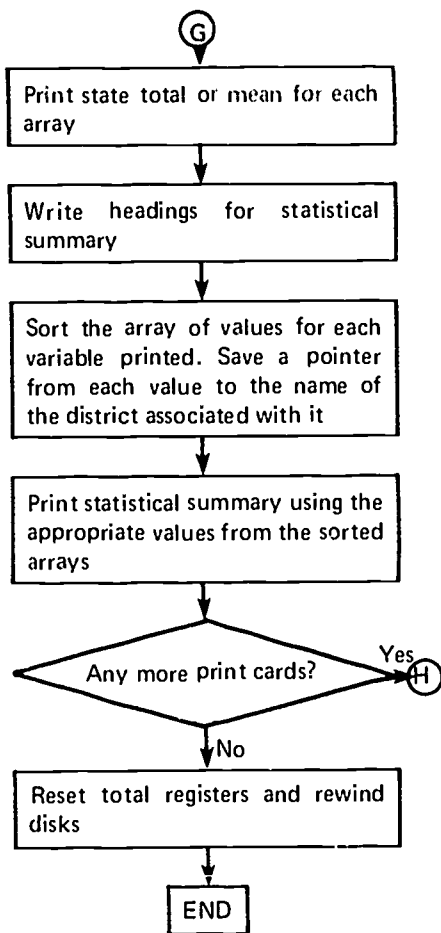 G
Print state total or mean for each
array
Write headings for statistical
summary
Sort the array of values for each
variable printed. Save a pointer
from each value to the name of
the district associated with it
Print statistical summary using the
appropriate values from the sorted
arrays
Any more print cards?
Yes
H
No
Reset total registers and rewind
disks
END